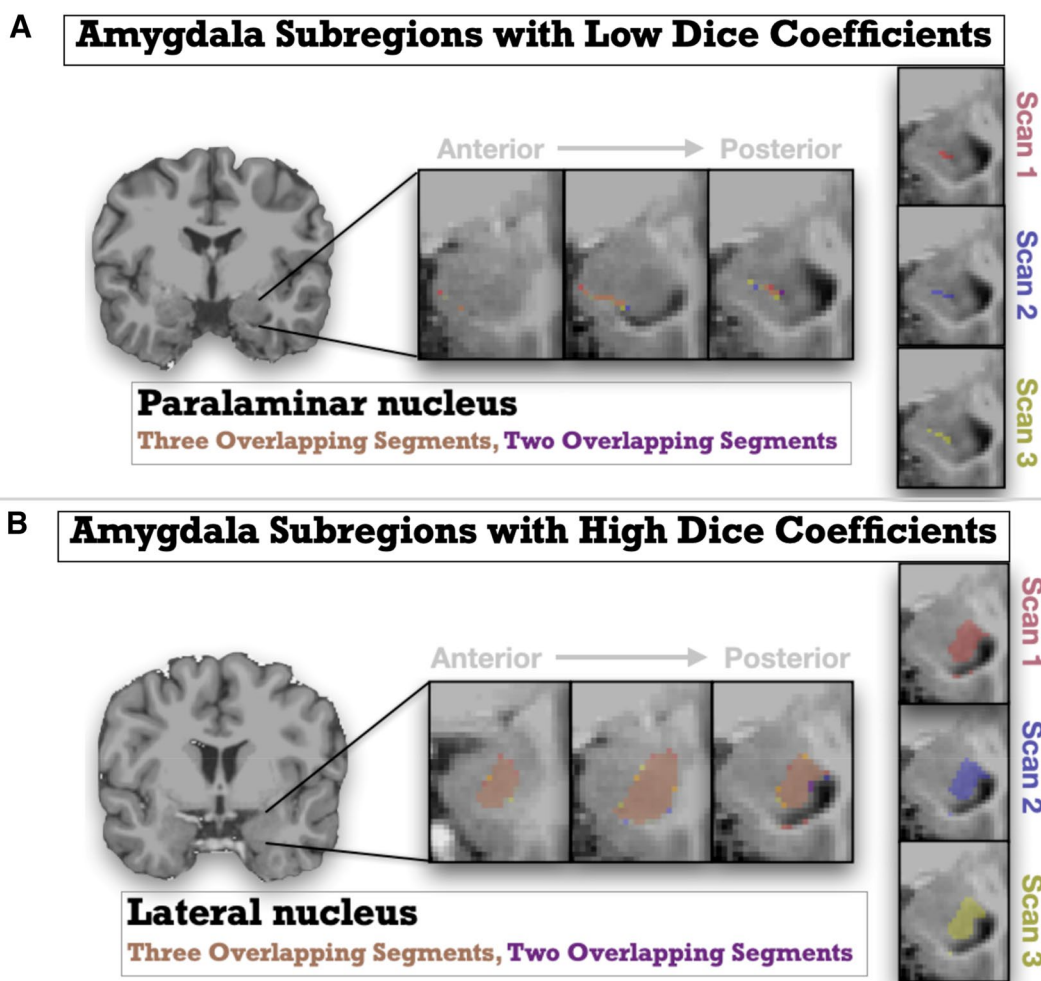 A
Amygdala Subregions with Low Dice Coefficients
Anterior
Posterior
Scan 1
Scan 2
Scan 3
Paralaminar nucleus
Three Overlapping Segments, Two Overlapping Segments
B
Amygdala Subregions with High Dice Coefficients
Anterior
Posterior
Scan 1
Scan 2
Scan 3
Lateral nucleus
Three Overlapping Segments, Two Overlapping Segments